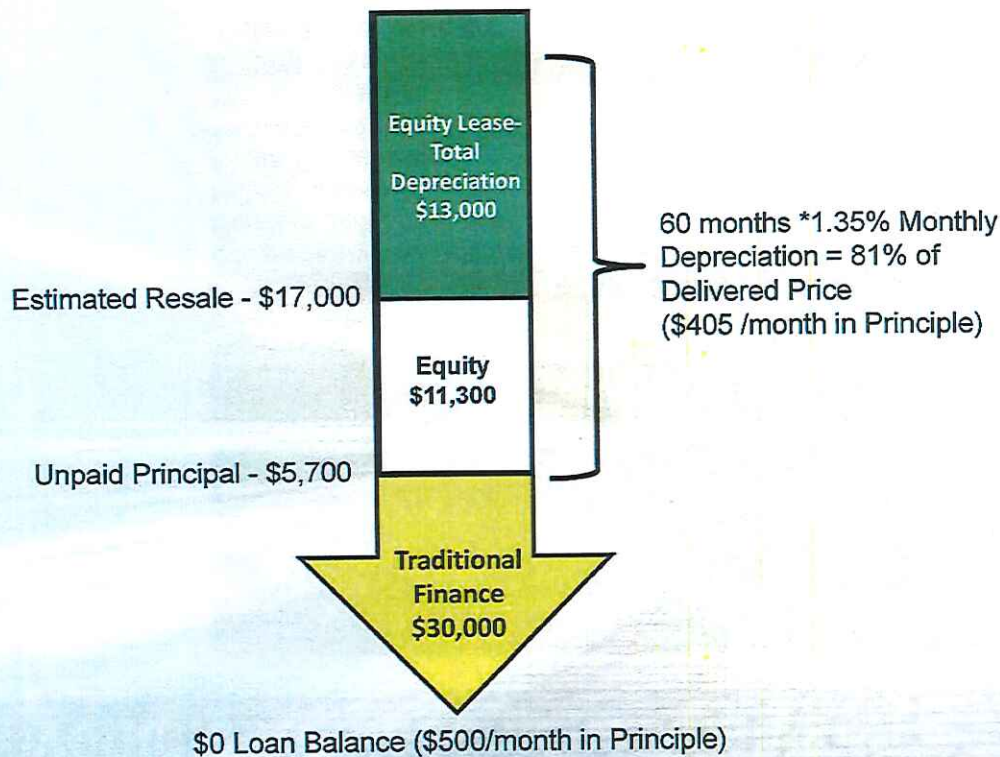 Equity Lease-
Total
Depreciation
$13,000
60 months *1.35% Monthly
Depreciation = 81% of
Delivered Price
($405 /month in Principle)
Estimated Resale - $17,000
Equity
$11,300
Unpaid Principal - $5,700
Traditional
Finance
$30,000
$0 Loan Balance ($500/month in Principle)